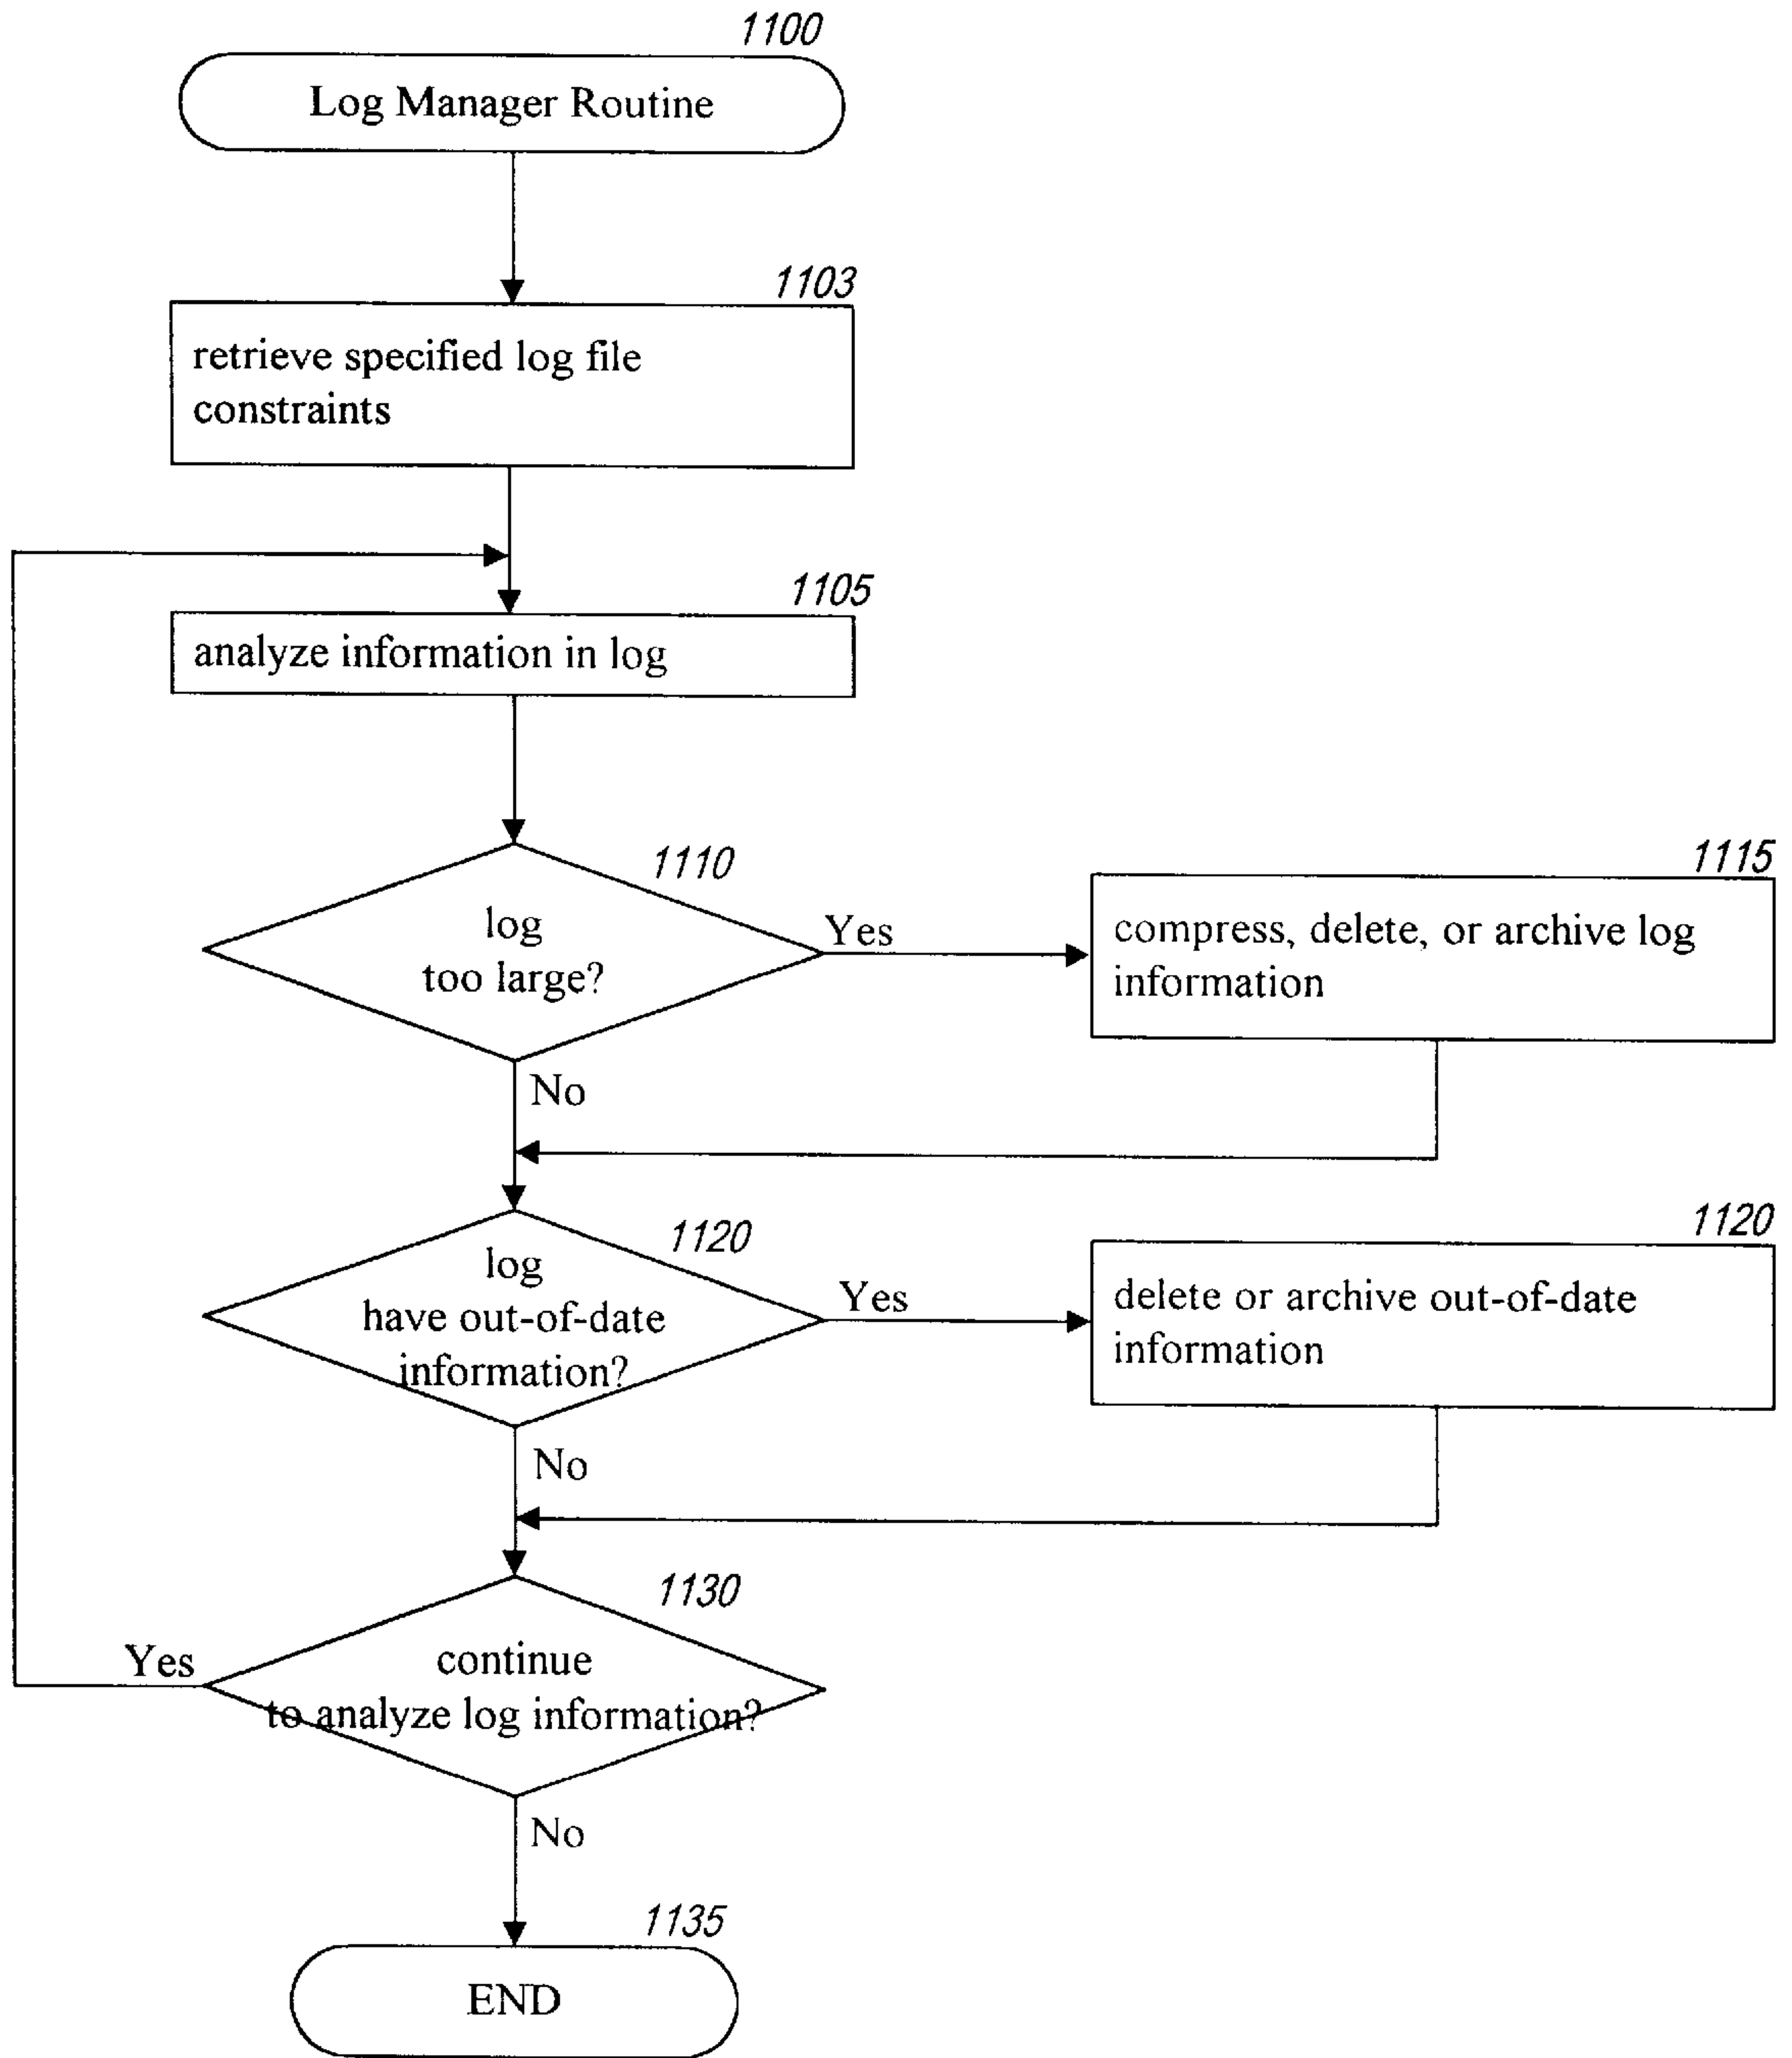 1100
Log Manager Routine
1103
retrieve specified log file
constraints
1105
analyze information in log
1110
log
too large?
Yes
1115
compress, delete, or archive log
information
No
1120
log
have out-of-date
information?
Yes
1120
delete or archive out-of-date
information
No
1130
Yes
continue
to analyze log information?
No
1135
END